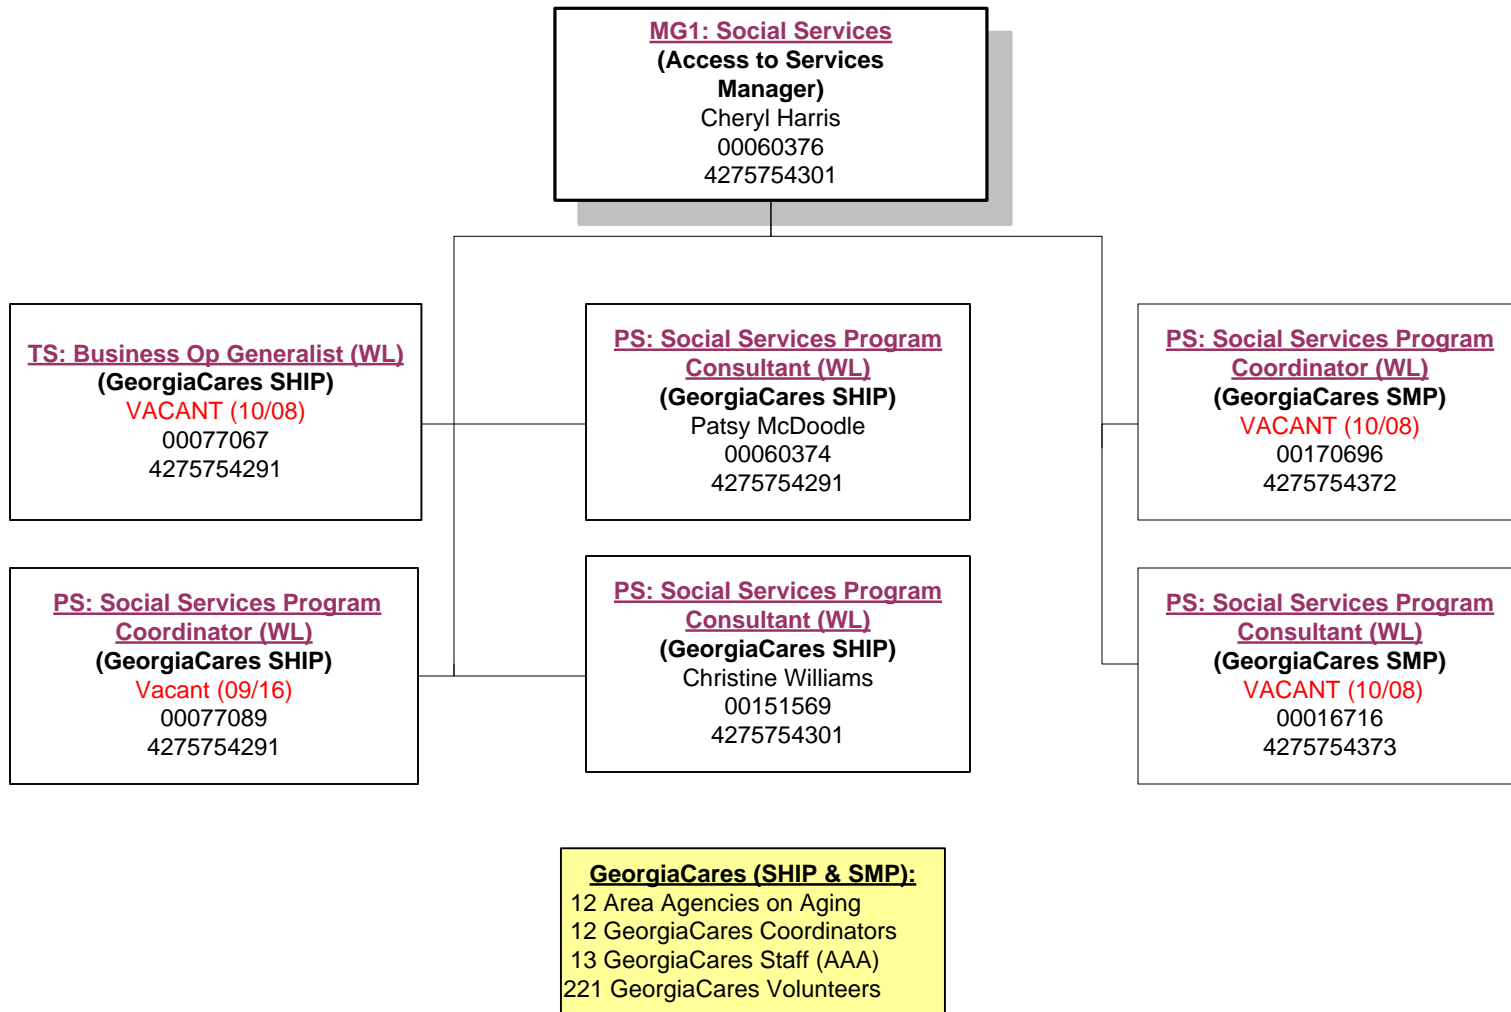 MG1: Social Services
(Access to Services
Manager)
Cheryl Harris
00060376
4275754301
TS: Business Op Generalist (WL)
(GeorgiaCares SHIP)
VACANT (10/08)
00077067
4275754291
PS: Social Services Program
Consultant (WL)
(GeorgiaCares SHIP)
Patsy McDoodle
00060374
4275754291
PS: Social Services Program
Coordinator (WL)
(GeorgiaCares SMP)
VACANT (10/08)
00170696
4275754372
PS: Social Services Program
Coordinator (WL)
(GeorgiaCares SHIP)
Vacant (09/16)
00077089
4275754291
PS: Social Services Program
Consultant (WL)
(GeorgiaCares SHIP)
Christine Williams
00151569
4275754301
PS: Social Services Program
Consultant (WL)
(GeorgiaCares SMP)
VACANT (10/08)
00016716
4275754373
GeorgiaCares (SHIP & SMP):
12 Area Agencies on Aging
12 GeorgiaCares Coordinators
13 GeorgiaCares Staff (AAA)
221 GeorgiaCares Volunteers